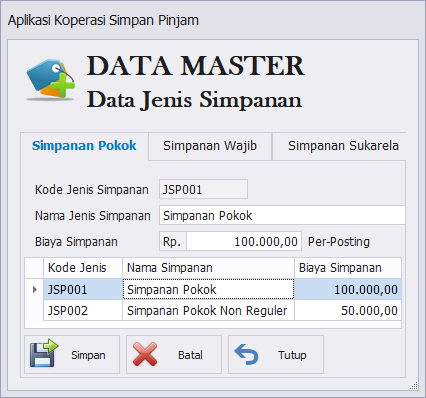 Aplikasi Koperasi Simpan Pinjam
DATA MASTER
Data Jenis Simpanan
Simpanan Pokok Simpanan Wajib Simpanan Sukarela
Kode Jenis Simpanan JSP001
Nama Jenis Simpanan Simpanan Pokok
Biaya Simpanan Rp. 100.000,00 Per-Posting
Kode Jenis Nama Simpanan Biaya Simpanan
JSP001 Simpanan Pokok 100.000,00
JSP002 Simpanan Pokok Non Reguler 50.000,00
Simpan Batal Tutup